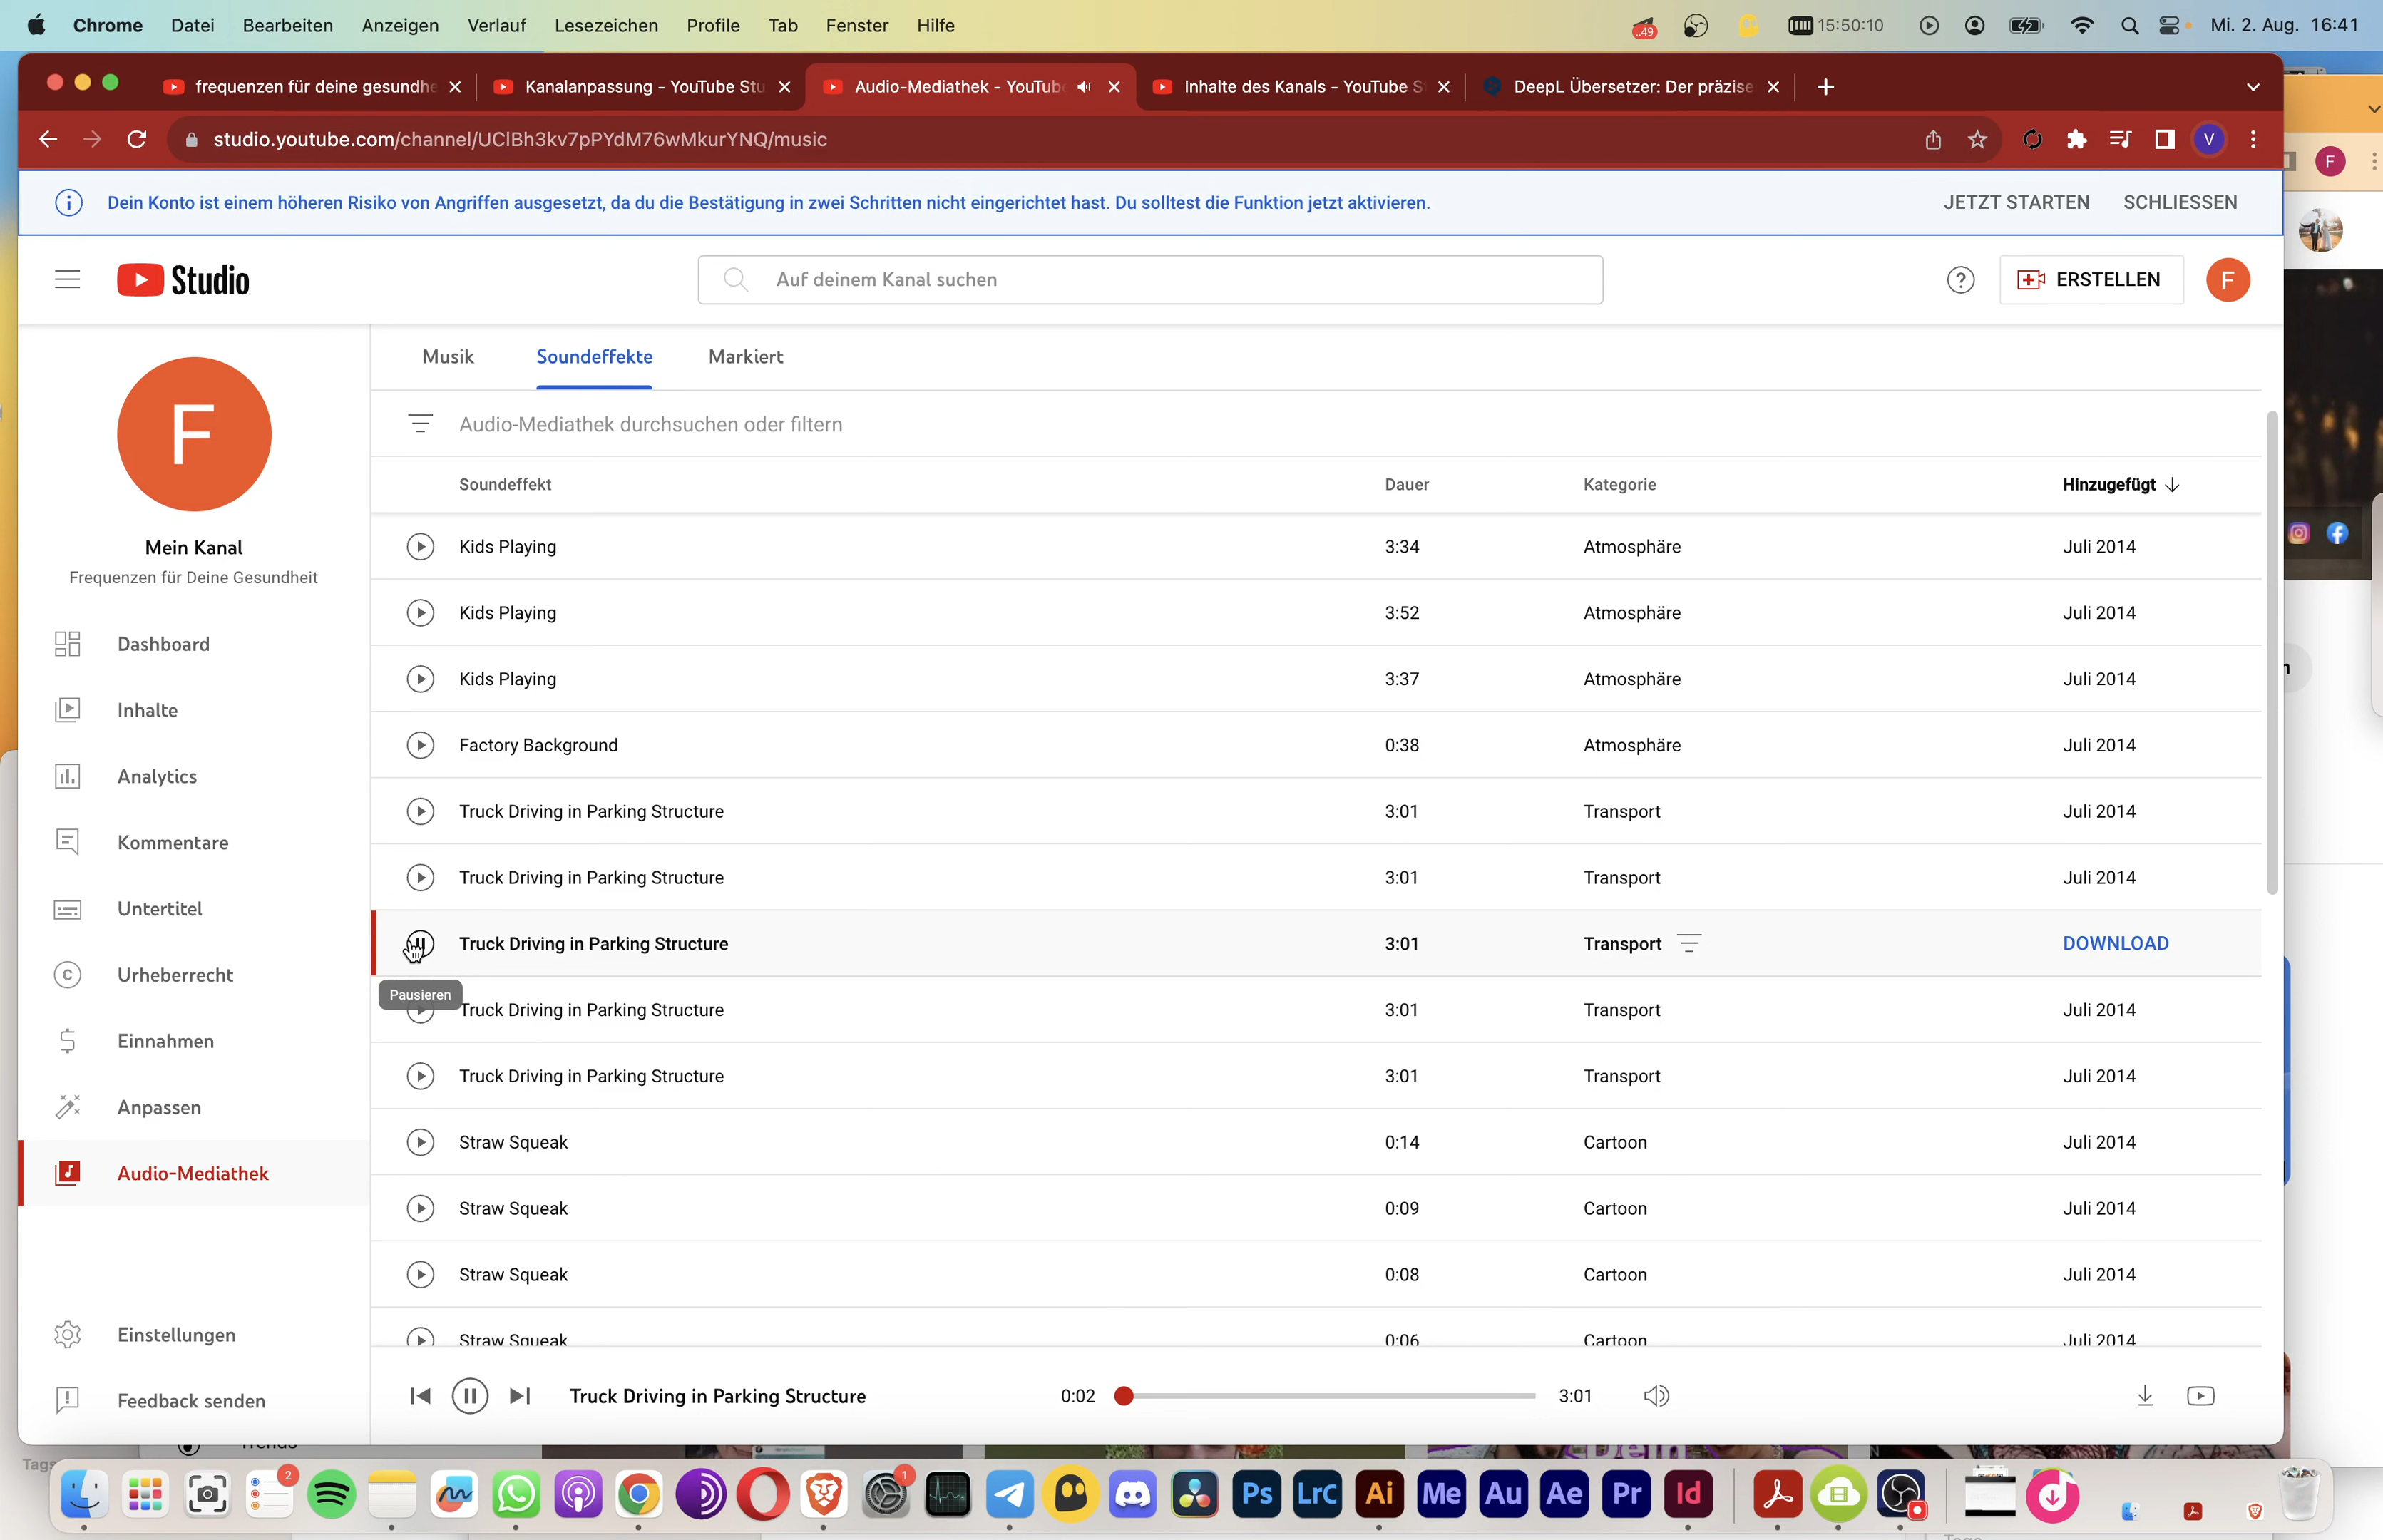 Chrome Datei Bearbeiten Anzeigen Verlauf Lesezeichen Profile Tab Fenster Hilfe ..49 15:50:10 Mi. 2. Aug. 16:41
frequenzen für deine gesundhe Kanalanpassung - YouTube Stu Audio-Mediathek - YouTube Inhalte des Kanals - YouTube S DeepL Übersetzer: Der präzise
studio.youtube.com/channel/UClBh3kv7pPYdM76wMkurYNQ/music V F
Dein Konto ist einem höheren Risiko von Angriffen ausgesetzt, da du die Bestätigung in zwei Schritten nicht eingerichtet hast. Du solltest die Funktion jetzt aktivieren. JETZT STARTEN SCHLIESSEN
Studio Auf deinem Kanal suchen ? ERSTELLEN F
Musik Soundeffekte Markiert
F
Audio-Mediathek durchsuchen oder filtern
Soundeffekt Dauer Kategorie Hinzugefügt
Mein Kanal
Frequenzen für Deine Gesundheit
Dashboard
Inhalte
Analytics
Kommentare
Untertitel
Urheberrecht
Einnahmen
Anpassen
Audio-Mediathek
Einstellungen
Feedback senden
Kids Playing 3:34 Atmosphäre Juli 2014
Kids Playing 3:52 Atmosphäre Juli 2014
Kids Playing 3:37 Atmosphäre Juli 2014
Factory Background 0:38 Atmosphäre Juli 2014
Truck Driving in Parking Structure 3:01 Transport Juli 2014
Truck Driving in Parking Structure 3:01 Transport Juli 2014
Truck Driving in Parking Structure 3:01 Transport DOWNLOAD
Pausieren
Truck Driving in Parking Structure 3:01 Transport Juli 2014
Truck Driving in Parking Structure 3:01 Transport Juli 2014
Straw Squeak 0:14 Cartoon Juli 2014
Straw Squeak 0:09 Cartoon Juli 2014
Straw Squeak 0:08 Cartoon Juli 2014
Straw Squeak 0:06 Cartoon Juli 2014
Truck Driving in Parking Structure 0:02 3:01
Trends
Dein
Tags
2 1 Ps LrC Ai Me Au Ae Pr Id
Tags